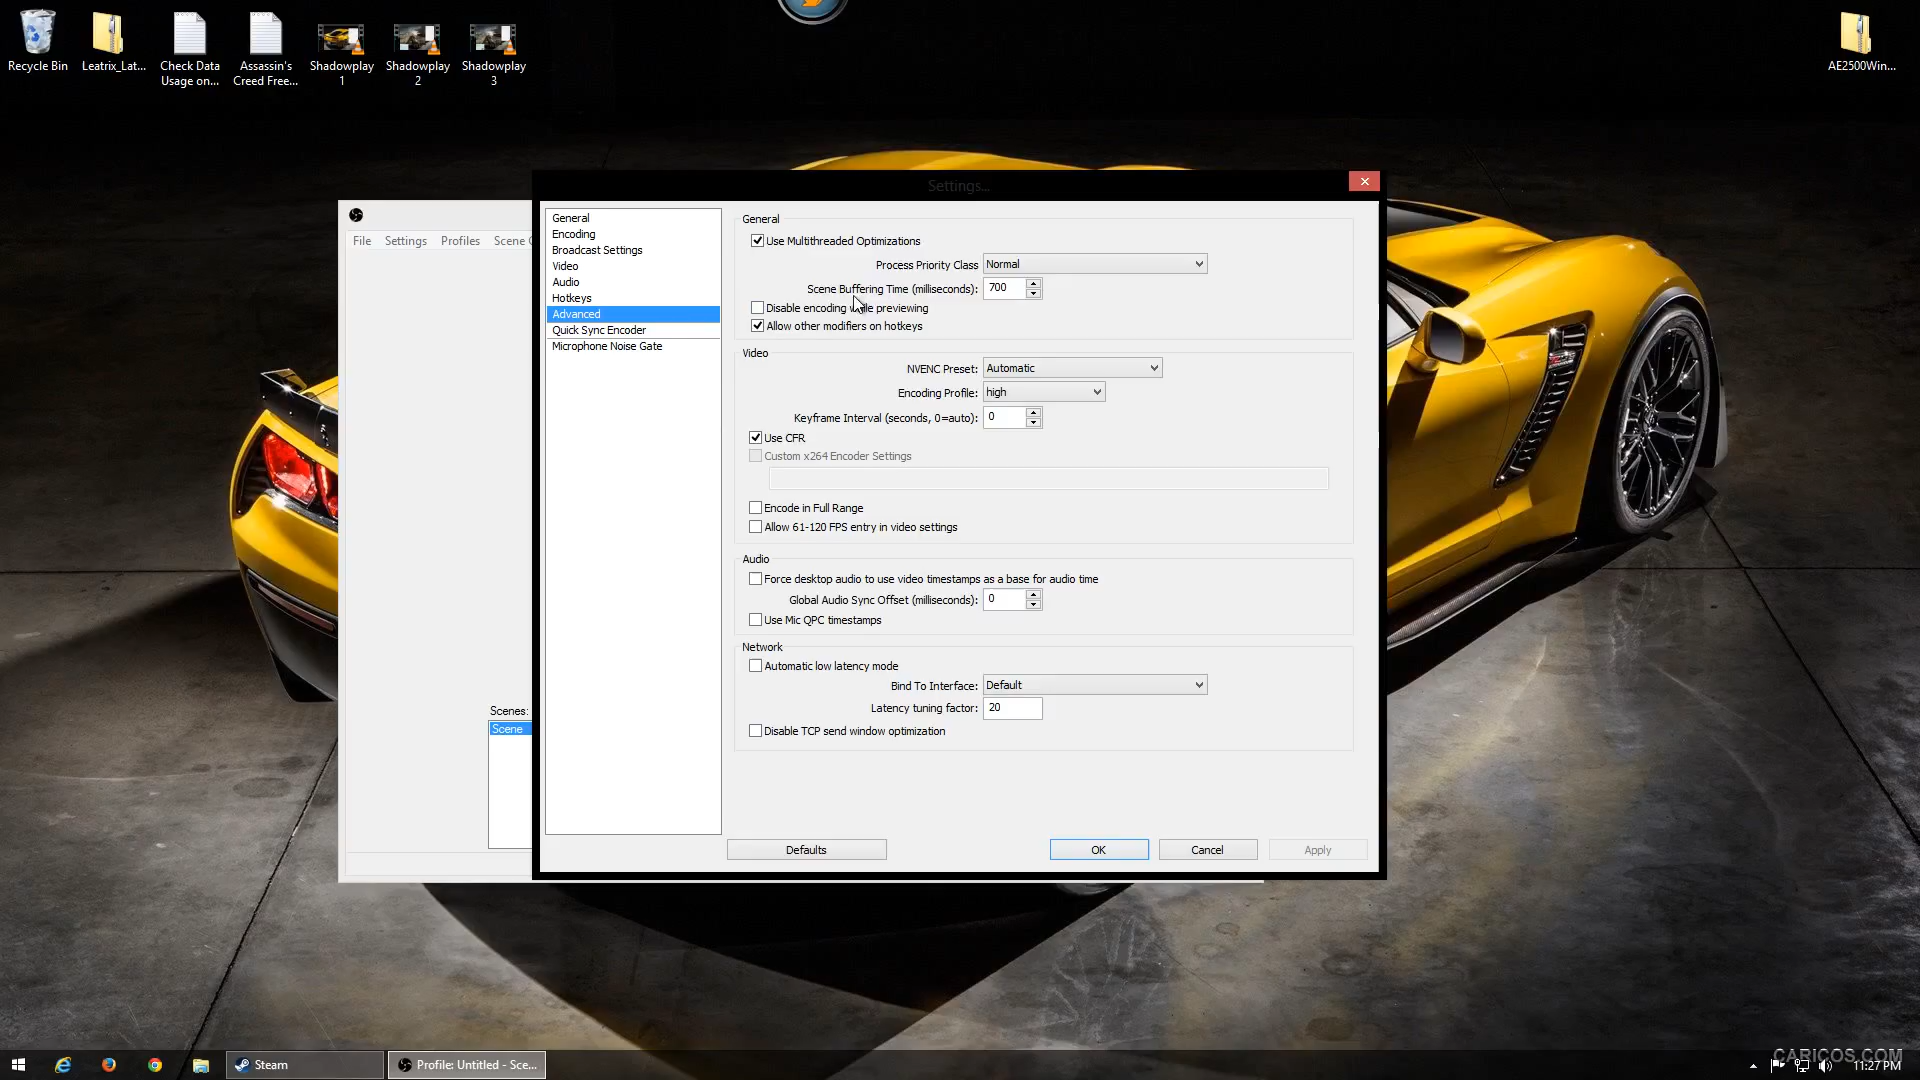 Recycle Bin
Leatrix_Lat...
Check Data
Usage on...
Assassin's
Creed Free...
Shadowplay
1
Shadowplay
2
Shadowplay
3
AE2500Win...
Settings...
File Settings Profiles Scene C
General
Encoding
Broadcast Settings
Video
Audio
Hotkeys
Advanced
Quick Sync Encoder
Microphone Noise Gate
General
Use Multithreaded Optimizations
Process Priority Class Normal
Scene Buffering Time (milliseconds): 700
Disable encoding while previewing
Allow other modifiers on hotkeys
Video
NVENC Preset: Automatic
Encoding Profile: high
Keyframe Interval (seconds, 0=auto): 0
Use CFR
Custom x264 Encoder Settings
Encode in Full Range
Allow 61-120 FPS entry in video settings
Audio
Force desktop audio to use video timestamps as a base for audio time
Global Audio Sync Offset (milliseconds): 0
Use Mic QPC timestamps
Network
Automatic low latency mode
Bind To Interface: Default
Latency tuning factor: 20
Disable TCP send window optimization
Scenes:
Scene
Defaults
OK
Cancel
Apply
Steam
Profile: Untitled - Sce...
CARICOS.COM
11:27 PM